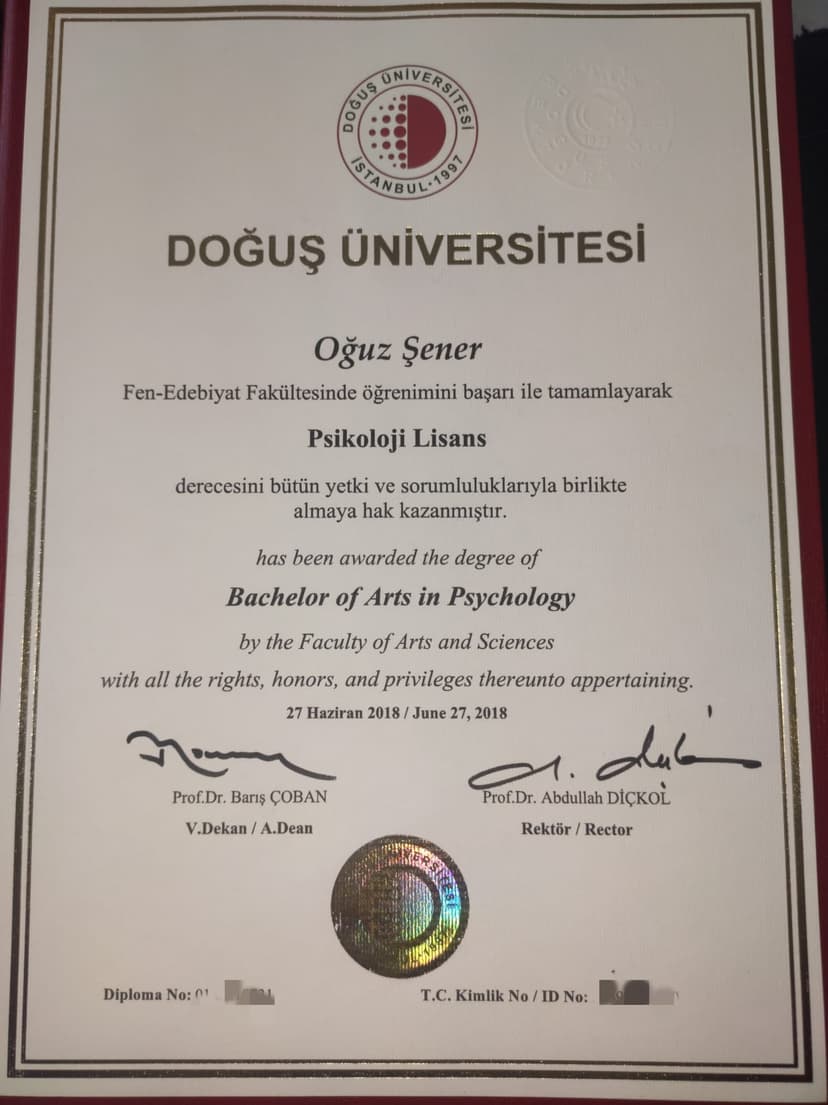 DOĞUŞ ÜNİVERSİTESİ
İSTANBUL·1997
DOĞUŞ ÜNİVERSİTESİ
Oğuz Şener
Fen-Edebiyat Fakültesinde öğrenimini başarı ile tamamlayarak
Psikoloji Lisans
derecesini bütün yetki ve sorumluluklarıyla birlikte
almaya hak kazanmıştır.
has been awarded the degree of
Bachelor of Arts in Psychology
by the Faculty of Arts and Sciences
with all the rights, honors, and privileges thereunto appertaining.
27 Haziran 2018 / June 27, 2018
Prof.Dr. Barış ÇOBAN
Prof.Dr. Abdullah DİÇKOL
V.Dekan / A.Dean
Rektör / Rector
Diploma No:
T.C. Kimlik No / ID No: